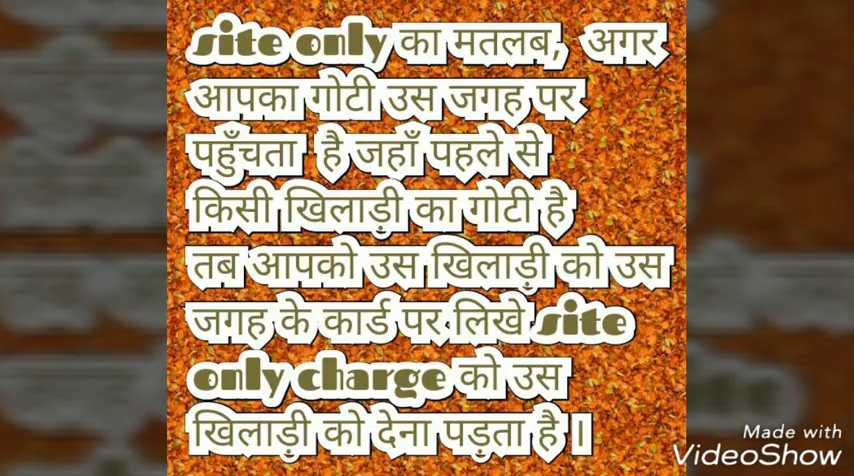 site only का मतलब, अगर
आपका गोटी उस जगह पर
पहुँचता है जहाँ पहले से
किसी खिलाड़ी का गोटी है
तब आपको उस खिलाड़ी को उस
जगह के कार्ड पर लिखे site
only charge को उस
खिलाड़ी को देना पड़ता है।
Made with
VideoShow